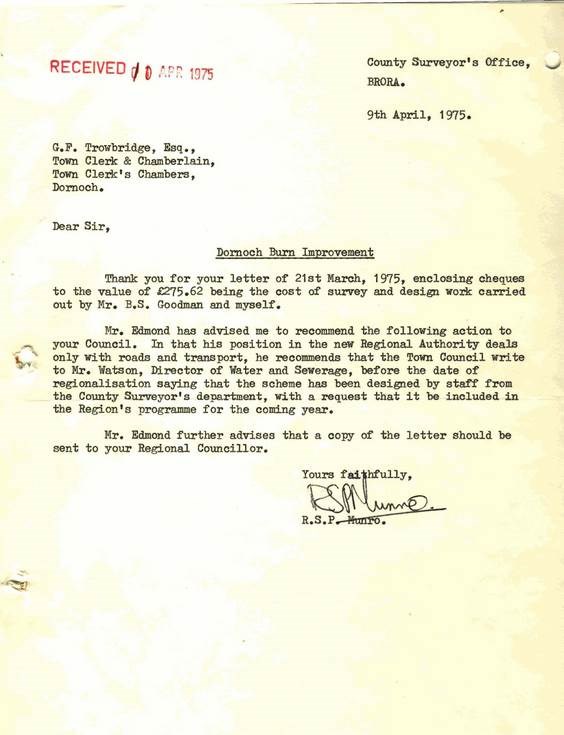 RECEIVED 10 APR 1975
County Surveyor's Office,
BRORA.
9th April, 1975.
G.F. Trowbridge, Esq.,
Town Clerk & Chamberlain,
Town Clerk's Chambers,
Dornoch.
Dear Sir,
Dornoch Burn Improvement
Thank you for your letter of 21st March, 1975, enclosing cheques
to the value of £275.62 being the cost of survey and design work carried
out by Mr. B.S. Goodman and myself.
Mr. Edmond has advised me to recommend the following action to
your Council. In that his position in the new Regional Authority deals
only with roads and transport, he recommends that the Town Council write
to Mr. Watson, Director of Water and Sewerage, before the date of
regionalisation saying that the scheme has been designed by staff from
the County Surveyor's department, with a request that it be included in
the Region's programme for the coming year.
Mr. Edmond further advises that a copy of the letter should be
sent to your Regional Councillor.
Yours faithfully,
RSPMunro.
R.S.P. Munro.